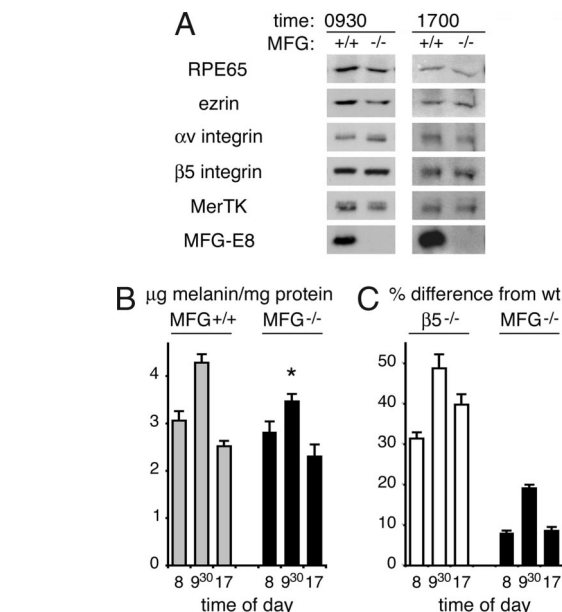 A
time: 0930 1700
MFG: +/+ -/- +/+ -/-
RPE65
ezrin
αv integrin
β5 integrin
MerTK
MFG-E8
B µg melanin/mg protein
MFG+/+ MFG-/-
4
3
2
1
0
*
8 9³⁰ 17 8 9³⁰ 17
time of day
C % difference from wt
β5-/- MFG-/-
50
40
30
20
10
0
8 9³⁰ 17 8 9³⁰ 17
time of day